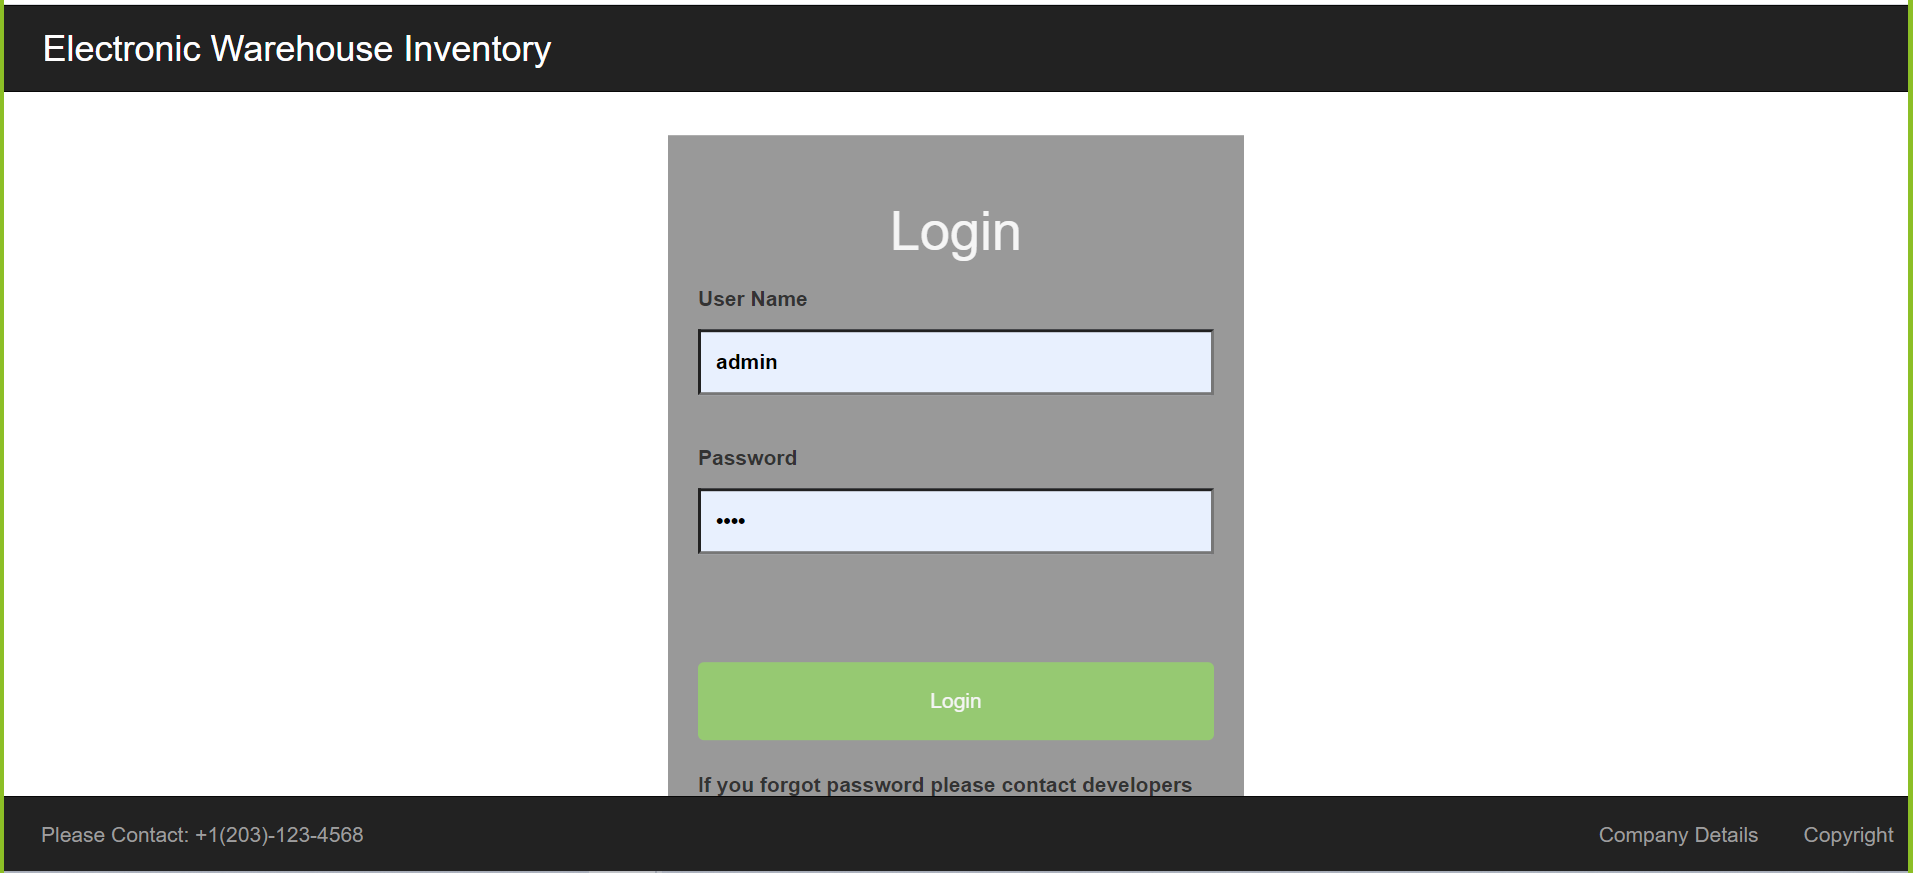 Electronic Warehouse Inventory
Login
User Name
admin
Password
••••
Login
If you forgot password please contact developers
Please Contact: +1(203)-123-4568 Company Details Copyright